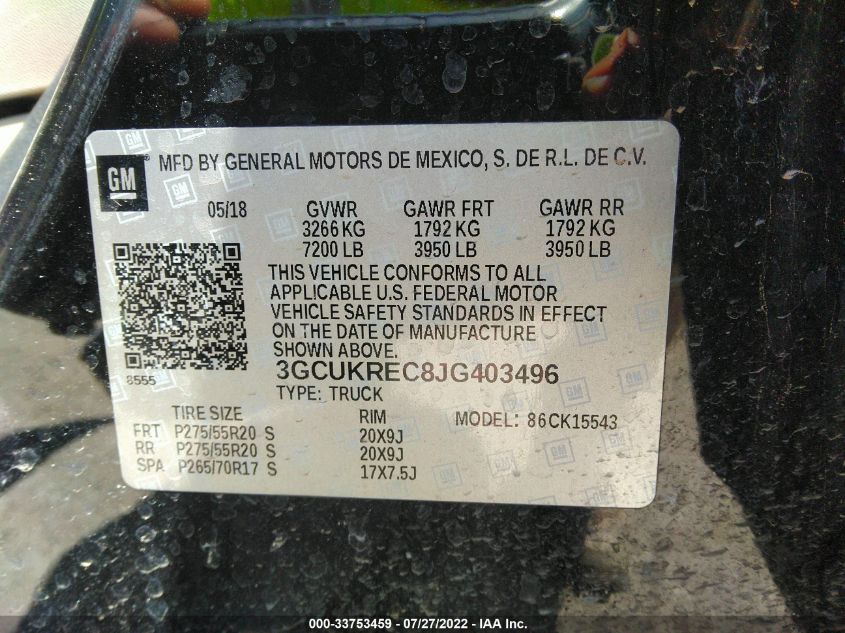 GM ® MFD BY GENERAL MOTORS DE MEXICO, S. DE R.L. DE C.V.
05/18 GVWR GAWR FRT GAWR RR
3266 KG 1792 KG 1792 KG
7200 LB 3950 LB 3950 LB
THIS VEHICLE CONFORMS TO ALL
APPLICABLE U.S. FEDERAL MOTOR
VEHICLE SAFETY STANDARDS IN EFFECT
ON THE DATE OF MANUFACTURE
SHOWN ABOVE.
8555 3GCUKREC8JG403496
TYPE: TRUCK
TIRE SIZE RIM MODEL: 86CK15543
FRT P275/55R20 S 20X9J
RR P275/55R20 S 20X9J
SPA P265/70R17 S 17X7.5J
000-33753459 - 07/27/2022 - IAA Inc.